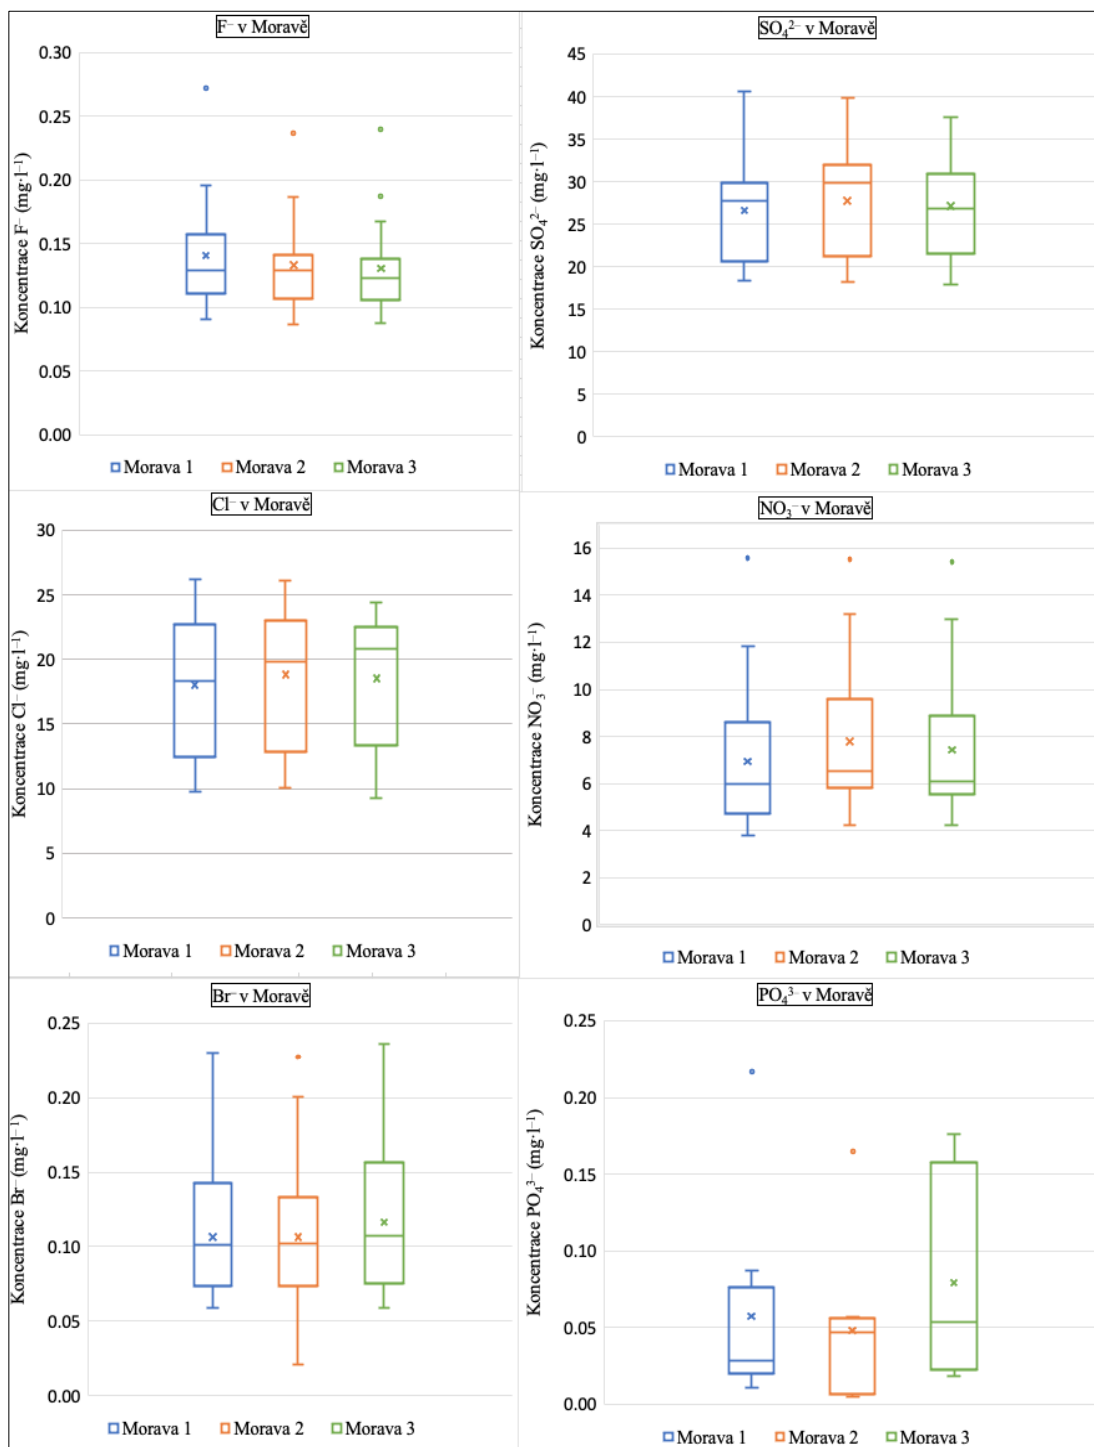 F⁻ v Moravě
Koncentrace F⁻ (mg·l⁻¹)
0.30
0.25
0.20
0.15
0.10
0.05
0.00
Morava 1 Morava 2 Morava 3
SO₄²⁻ v Moravě
Koncentrace SO₄²⁻ (mg·l⁻¹)
45
40
35
30
25
20
15
10
5
0
Morava 1 Morava 2 Morava 3
Cl⁻ v Moravě
Koncentrace Cl⁻ (mg·l⁻¹)
30
25
20
15
10
5
0
Morava 1 Morava 2 Morava 3
NO₃⁻ v Moravě
Koncentrace NO₃⁻ (mg·l⁻¹)
16
14
12
10
8
6
4
2
0
Morava 1 Morava 2 Morava 3
Br⁻ v Moravě
Koncentrace Br⁻ (mg·l⁻¹)
0.25
0.20
0.15
0.10
0.05
0.00
Morava 1 Morava 2 Morava 3
PO₄³⁻ v Moravě
Koncentrace PO₄³⁻ (mg·l⁻¹)
0.25
0.20
0.15
0.10
0.05
0.00
Morava 1 Morava 2 Morava 3